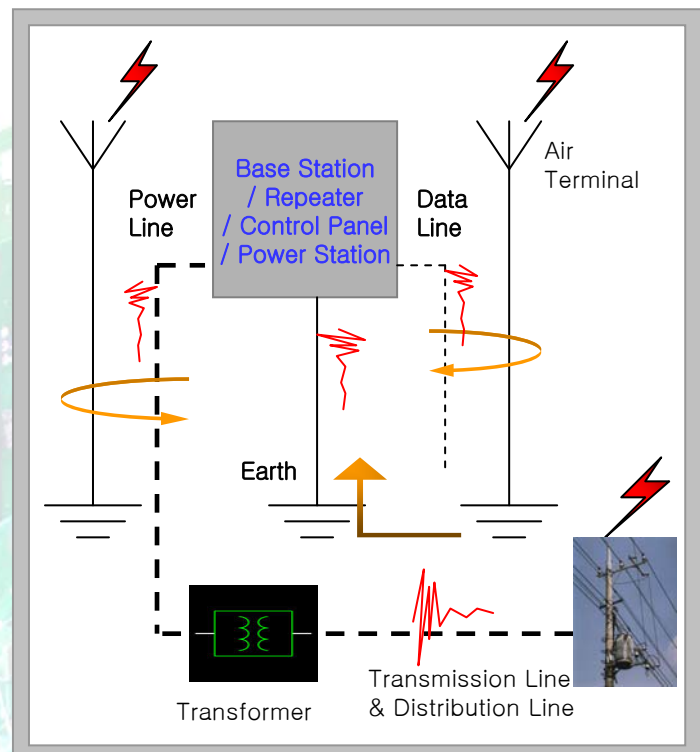 Base Station
/ Repeater
/ Control Panel
/ Power Station
Power
Line
Data
Line
Air
Terminal
Earth
Transformer
Transmission Line
& Distribution Line